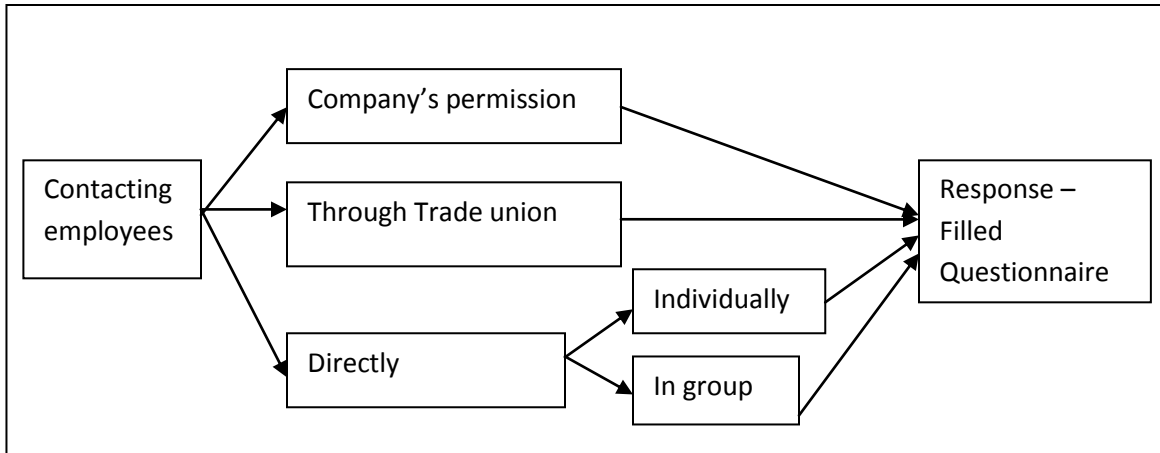 Company’s permission
Contacting
employees
Through Trade union
Response –
Filled
Questionnaire
Individually
Directly
In group